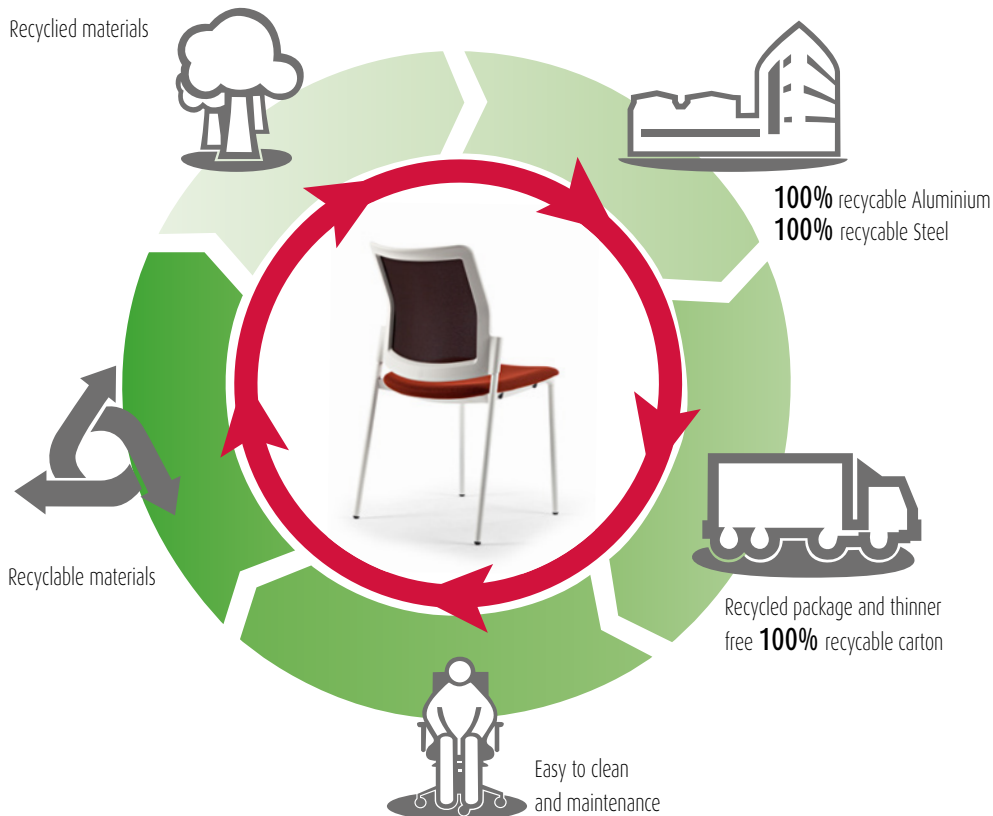 Recyclied materials
100% recycable Aluminium
100% recycable Steel
Recyclable materials
Recycled package and thinner
free 100% recycable carton
Easy to clean
and maintenance